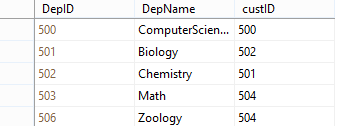 DepID DepName custID
500 ComputerScien... 500
501 Biology 502
502 Chemistry 501
503 Math 504
506 Zoology 504